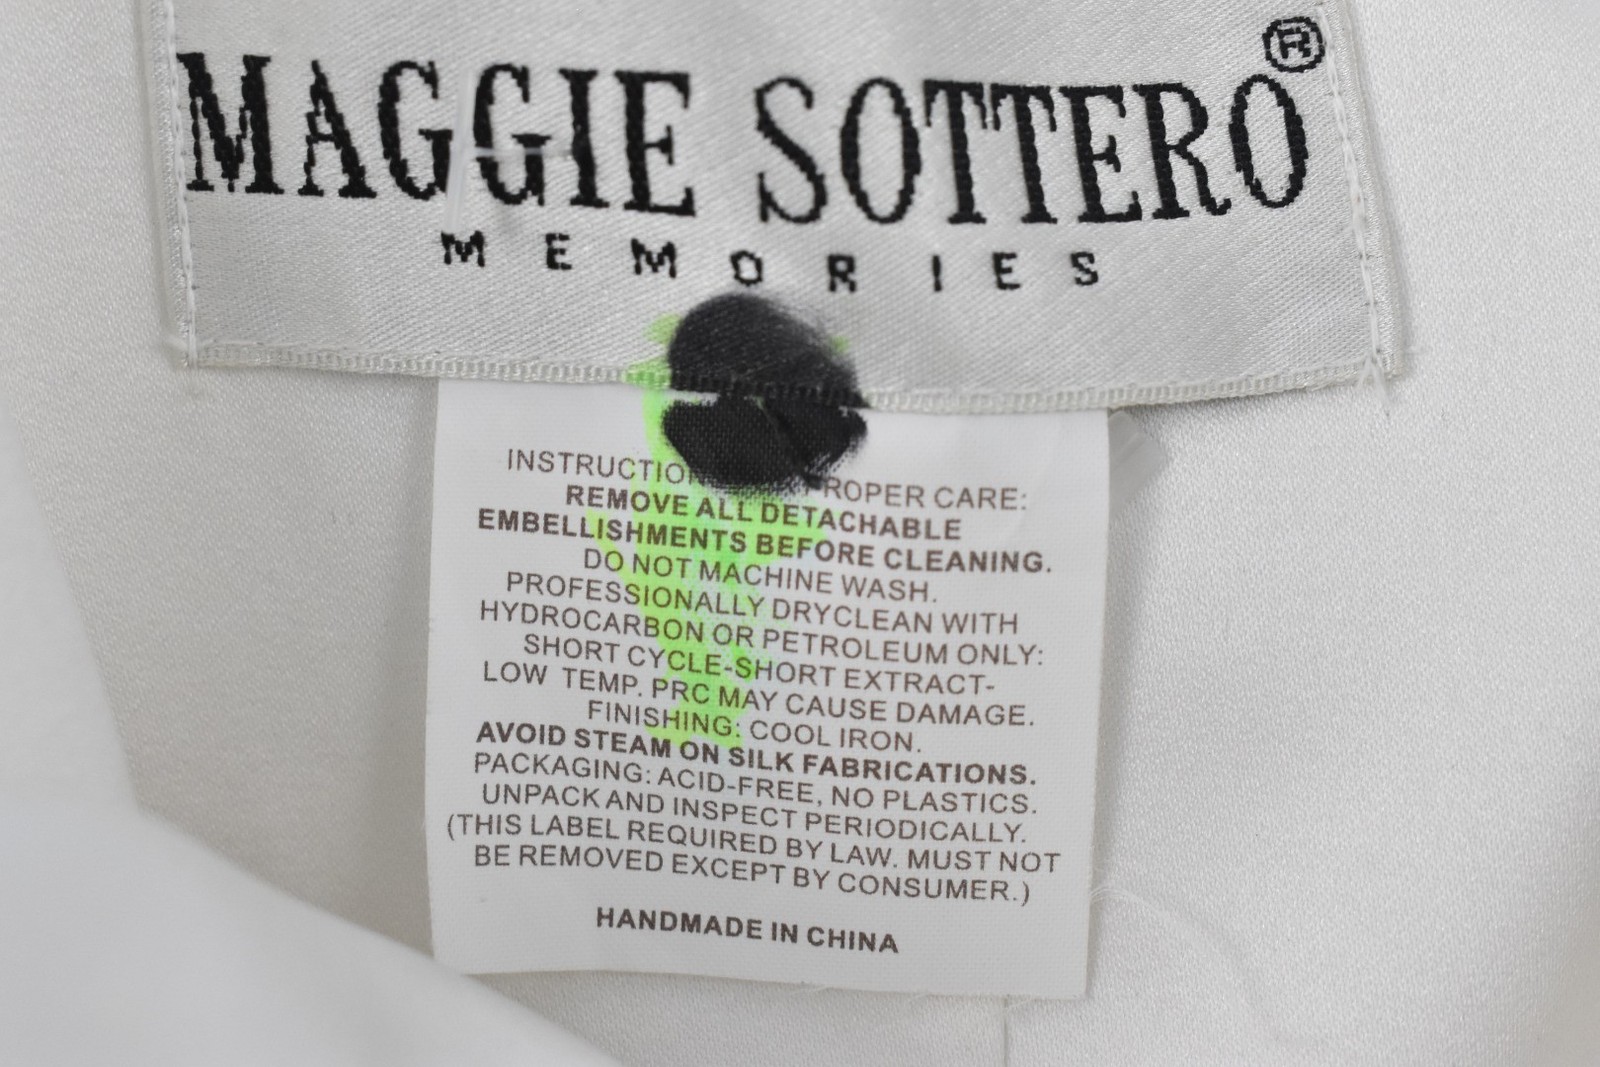 MAGGIE SOTTERO®
MEMORIES
INSTRUCTIO ROPER CARE:
REMOVE ALL DETACHABLE
EMBELLISHMENTS BEFORE CLEANING.
DO NOT MACHINE WASH.
PROFESSIONALLY DRYCLEAN WITH
HYDROCARBON OR PETROLEUM ONLY:
SHORT CYCLE-SHORT EXTRACT-
LOW TEMP. PRC MAY CAUSE DAMAGE.
FINISHING: COOL IRON.
AVOID STEAM ON SILK FABRICATIONS.
PACKAGING: ACID-FREE, NO PLASTICS.
UNPACK AND INSPECT PERIODICALLY.
(THIS LABEL REQUIRED BY LAW. MUST NOT
BE REMOVED EXCEPT BY CONSUMER.)
HANDMADE IN CHINA